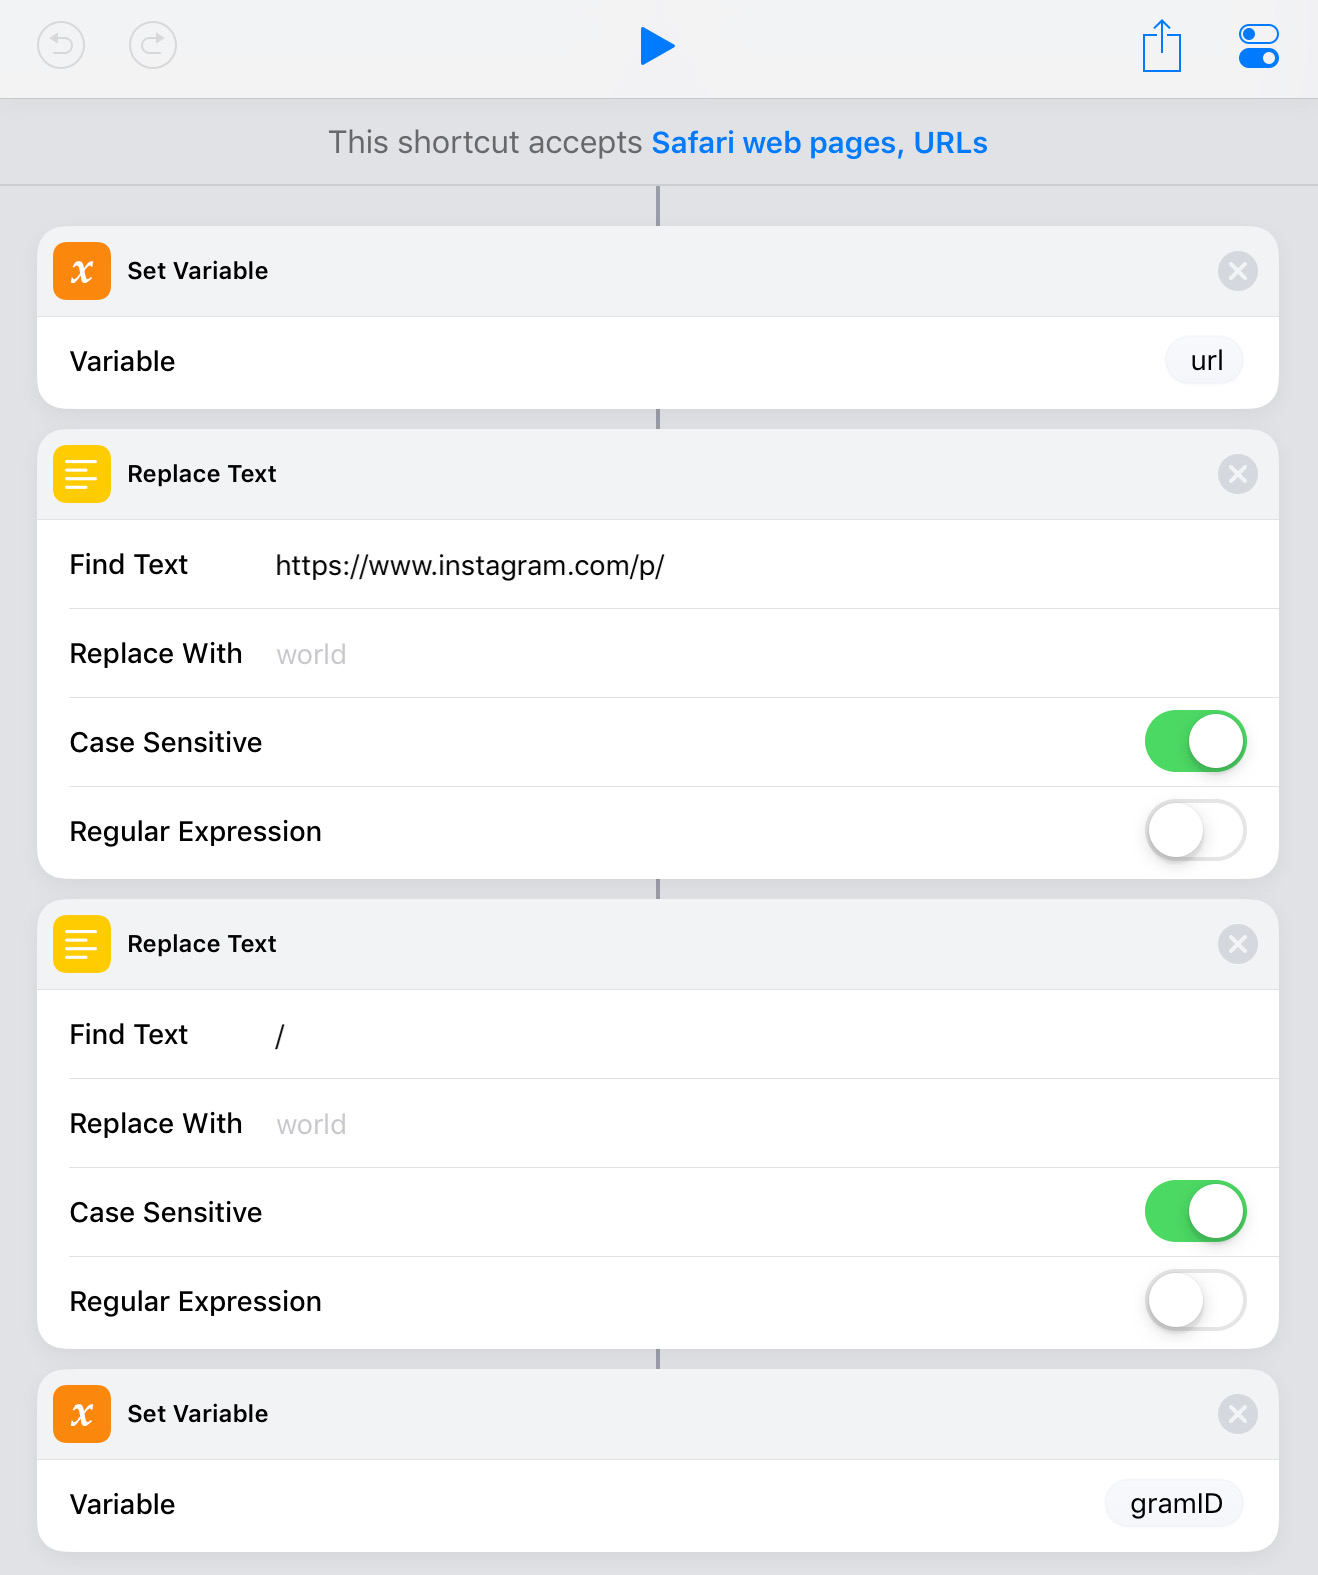 This shortcut accepts Safari web pages, URLs
x Set Variable
Variable url
Replace Text
Find Text https://www.instagram.com/p/
Replace With world
Case Sensitive
Regular Expression
Replace Text
Find Text /
Replace With world
Case Sensitive
Regular Expression
x Set Variable
Variable gramID